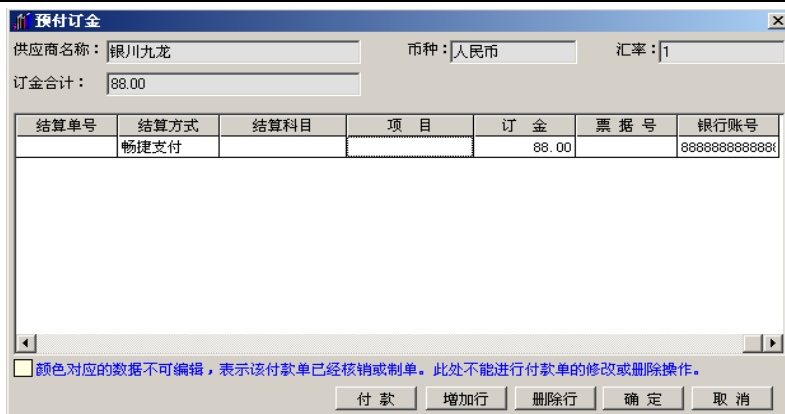 预付订金
供应商名称： 银川九龙 币种： 人民币 汇率： 1
订金合计： 88.00
结算单号 结算方式 结算科目 项 目 订 金 票 据 号 银行账号
畅捷支付 88.00 8888888888888
颜色对应的数据不可编辑，表示该付款单已经核销或制单。此处不能进行付款单的修改或删除操作。
付 款 增加行 删除行 确 定 取 消